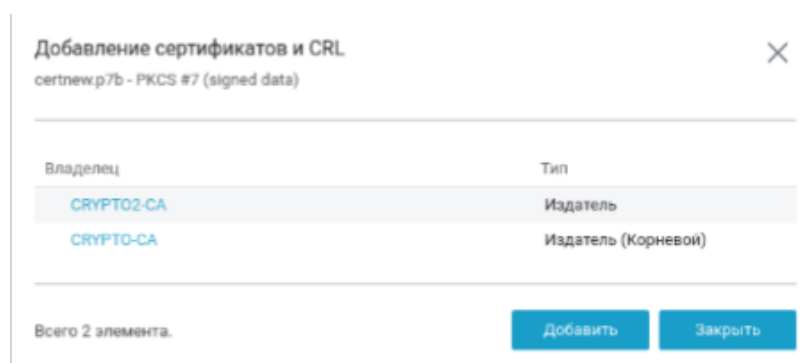 Добавление сертификатов и CRL
certnew.p7b - PKCS #7 (signed data)
Владелец Тип
CRYPTO2-CA Издатель
CRYPTO-CA Издатель (Корневой)
Всего 2 элемента. Добавить Закрыть